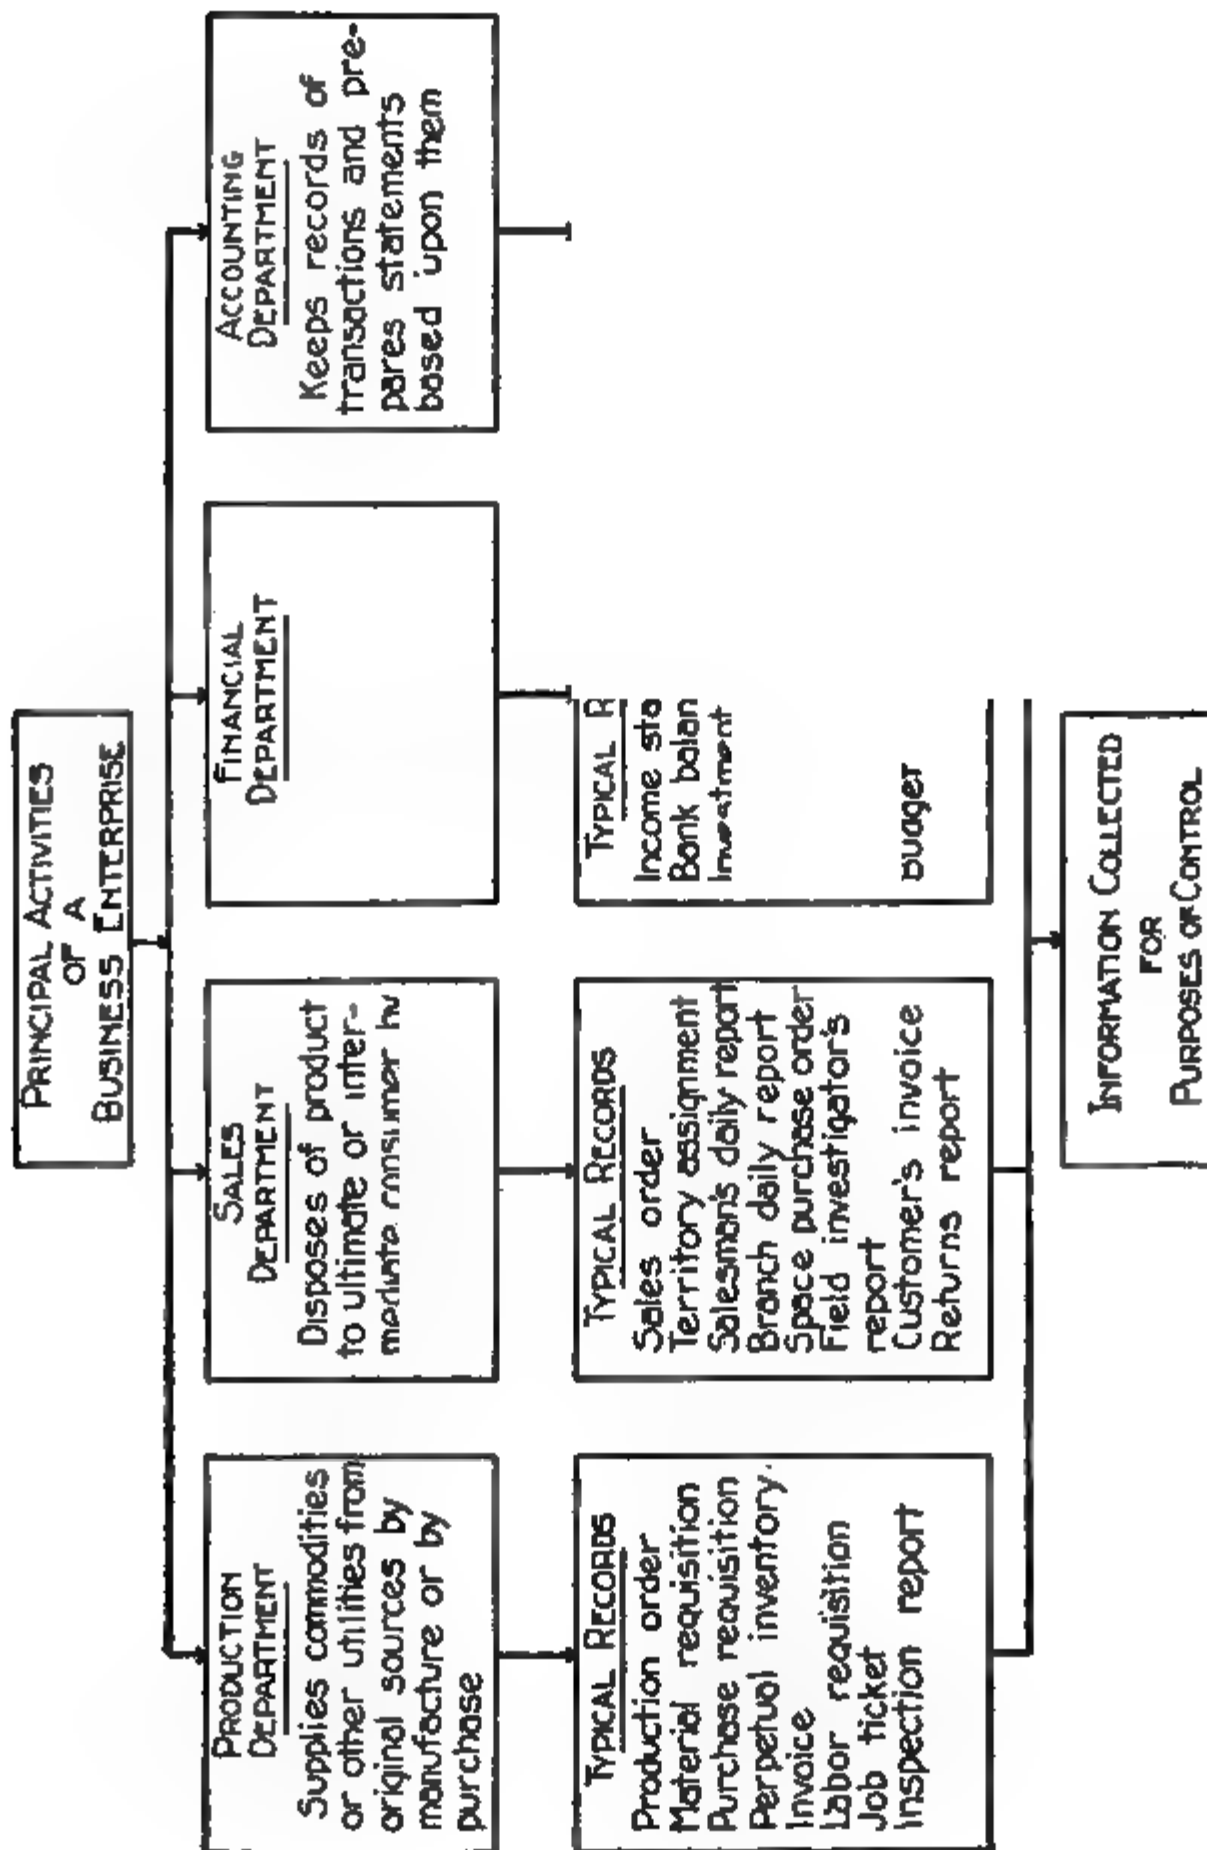 PRINCIPAL ACTIVITIES
OF A
BUSINESS ENTERPRISE
PRODUCTION
DEPARTMENT
Supplies commodities
or other utilities from
original sources by
manufacture or by
purchase
SALES
DEPARTMENT
Disposes of product
to ultimate or inter-
mediate consumer by
FINANCIAL
DEPARTMENT
ACCOUNTING
DEPARTMENT
Keeps records of
transactions and pre-
pares statements
based upon them
TYPICAL RECORDS
Production order
Material requisition
Purchase requisition
Perpetual inventory.
Invoice
Labor requisition
Job ticket
Inspection report
TYPICAL RECORDS
Sales order
Territory assignment
Salesman's daily report
Branch daily report
Space purchase order
Field investigator's
report
Customer's invoice
Returns report
TYPICAL R
Income sta
Bank balan
Investment
INFORMATION COLLECTED
FOR
PURPOSES OF CONTROL